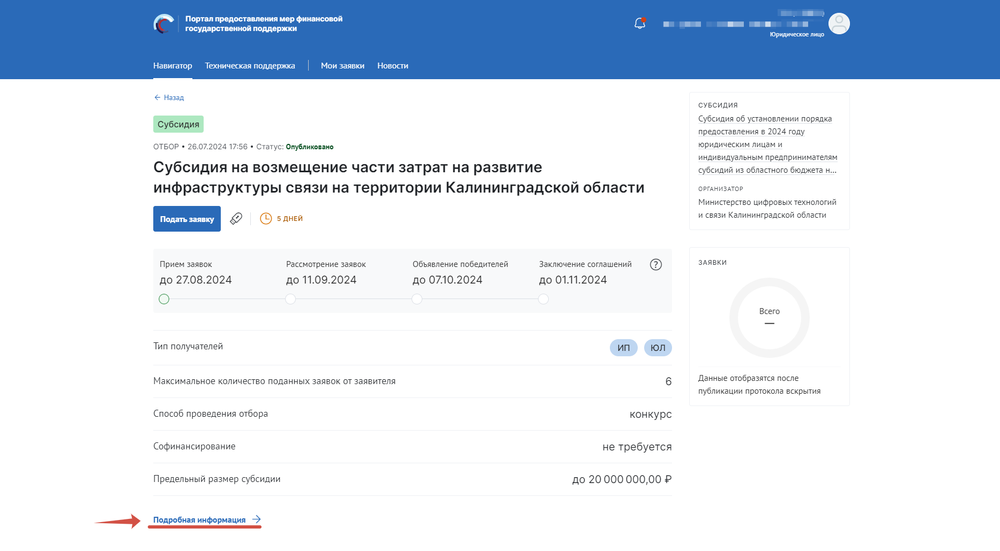 Портал предоставления мер финансовой
государственной поддержки
Юридическое лицо
Навигатор
Техническая поддержка
Мои заявки
Новости
Назад
Субсидия
ОТБОР • 26.07.2024 17:56 • Статус: Опубликовано
Субсидия на возмещение части затрат на развитие
инфраструктуры связи на территории Калининградской области
Подать заявку
5 ДНЕЙ
Прием заявок
до 27.08.2024
Рассмотрение заявок
до 11.09.2024
Объявление победителей
до 07.10.2024
Заключение соглашений
до 01.11.2024
?
Тип получателей
ИП
ЮЛ
Максимальное количество поданных заявок от заявителя
6
Способ проведения отбора
конкурс
Софинансирование
не требуется
Предельный размер субсидии
до 20 000 000,00 ₽
Подробная информация
СУБСИДИЯ
Субсидия об установлении порядка
предоставления в 2024 году
юридическим лицам и
индивидуальным предпринимателям
субсидий из областного бюджета н...
ОРГАНИЗАТОР
Министерство цифровых технологий
и связи Калининградской области
ЗАЯВКИ
Всего
—
Данные отобразятся после
публикации протокола вскрытия